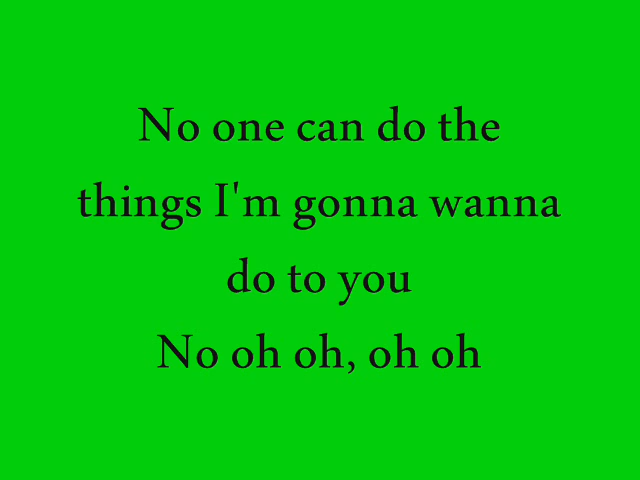 No one can do the
things I'm gonna wanna
do to you
No oh oh, oh oh